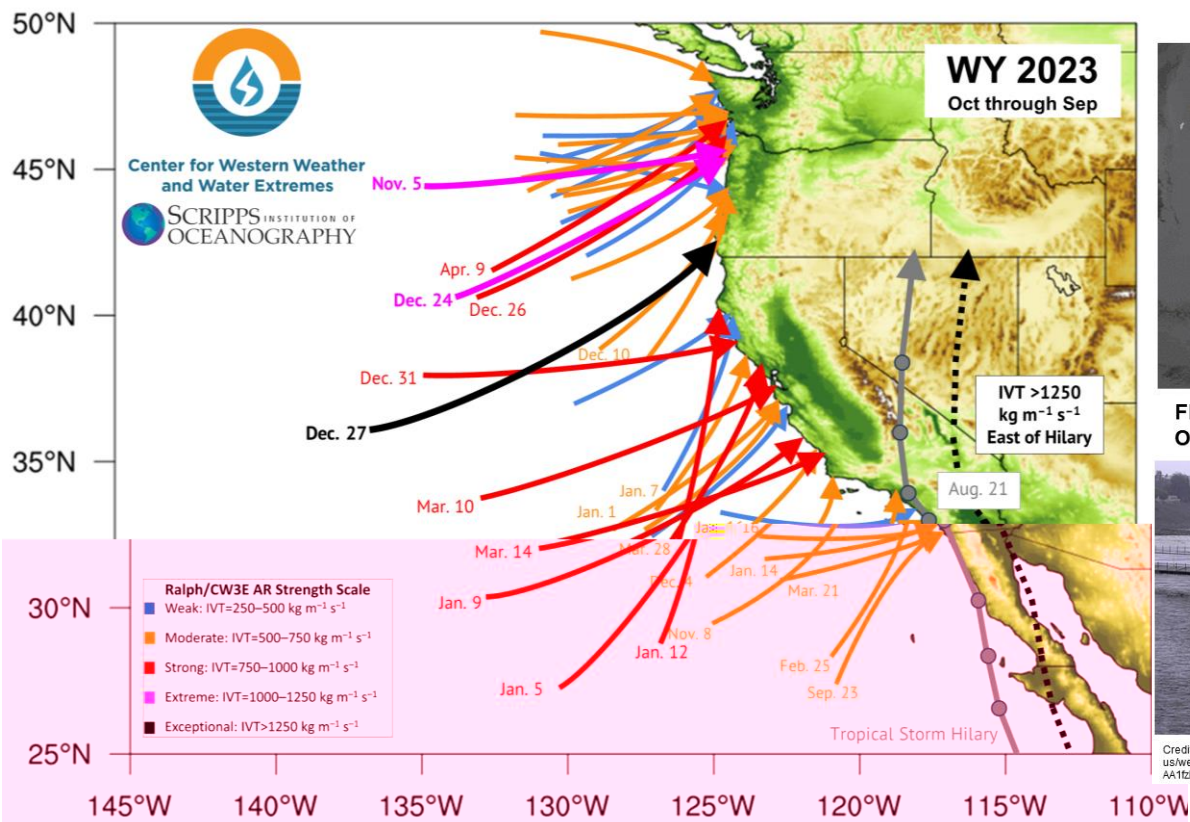 50°N
45°N
40°N
35°N
30°N
25°N
145°W
140°W
135°W
130°W
125°W
120°W
115°W
110°W
Center for Western Weather
and Water Extremes
SCRIPPS INSTITUTION OF
OCEANOGRAPHY
WY 2023
Oct through Sep
Nov. 5
Apr. 9
Dec. 24
Dec. 26
Dec. 10
Dec. 31
Dec. 27
IVT >1250
kg m⁻¹ s⁻¹
East of Hilary
Aug. 21
Mar. 10
Jan. 7
Jan. 1
Mar. 14
Mar. 28
Dec. 4
Jan. 14
Mar. 21
Jan. 9
Nov. 8
Jan. 12
Feb. 25
Sep. 23
Jan. 5
Tropical Storm Hilary
Ralph/CW3E AR Strength Scale
Weak: IVT=250–500 kg m⁻¹ s⁻¹
Moderate: IVT=500–750 kg m⁻¹ s⁻¹
Strong: IVT=750–1000 kg m⁻¹ s⁻¹
Extreme: IVT=1000–1250 kg m⁻¹ s⁻¹
Exceptional: IVT>1250 kg m⁻¹ s⁻¹
Credi
us/we